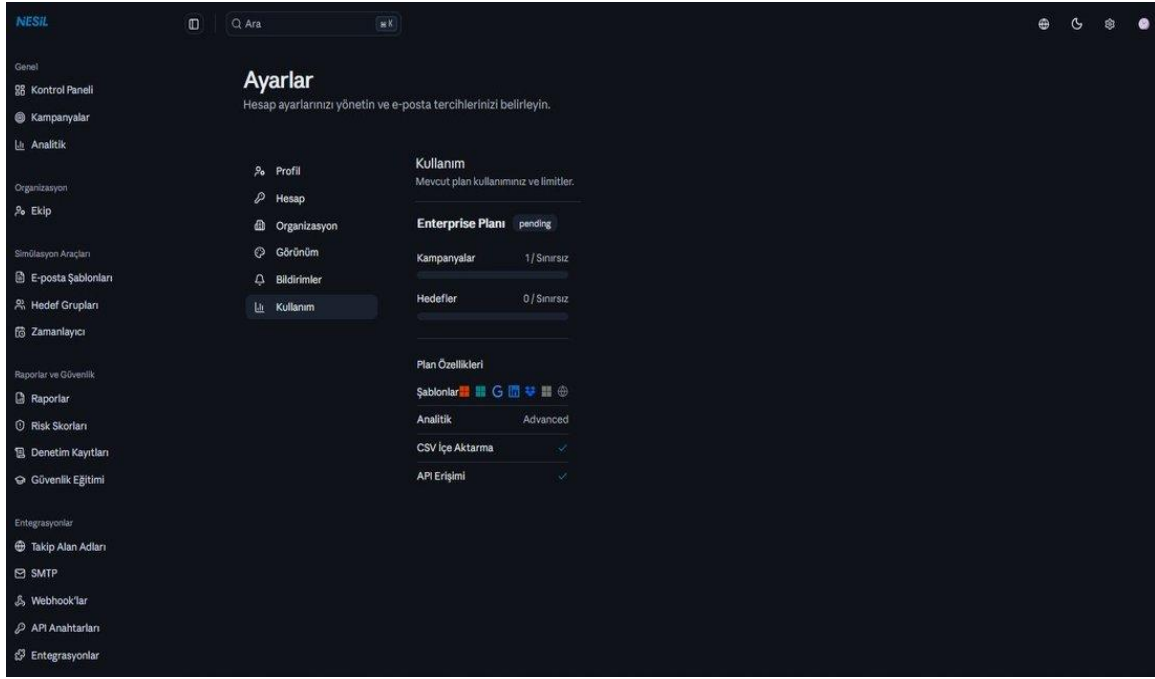 NESİL
Ara
⌘ K
Genel
Kontrol Paneli
Kampanyalar
Analitik
Organizasyon
Ekip
Simülasyon Araçları
E-posta Şablonları
Hedef Grupları
Zamanlayıcı
Raporlar ve Güvenlik
Raporlar
Risk Skorları
Denetim Kayıtları
Güvenlik Eğitimi
Entegrasyonlar
Takip Alan Adları
SMTP
Webhook'lar
API Anahtarları
Entegrasyonlar
Ayarlar
Hesap ayarlarınızı yönetin ve e-posta tercihlerinizi belirleyin.
Profil
Hesap
Organizasyon
Görünüm
Bildirimler
Kullanım
Kullanım
Mevcut plan kullanımınız ve limitler.
Enterprise Planı pending
Kampanyalar 1 / Sınırsız
Hedefler 0 / Sınırsız
Plan Özellikleri
Şablonlar
Analitik Advanced
CSV İçe Aktarma
API Erişimi